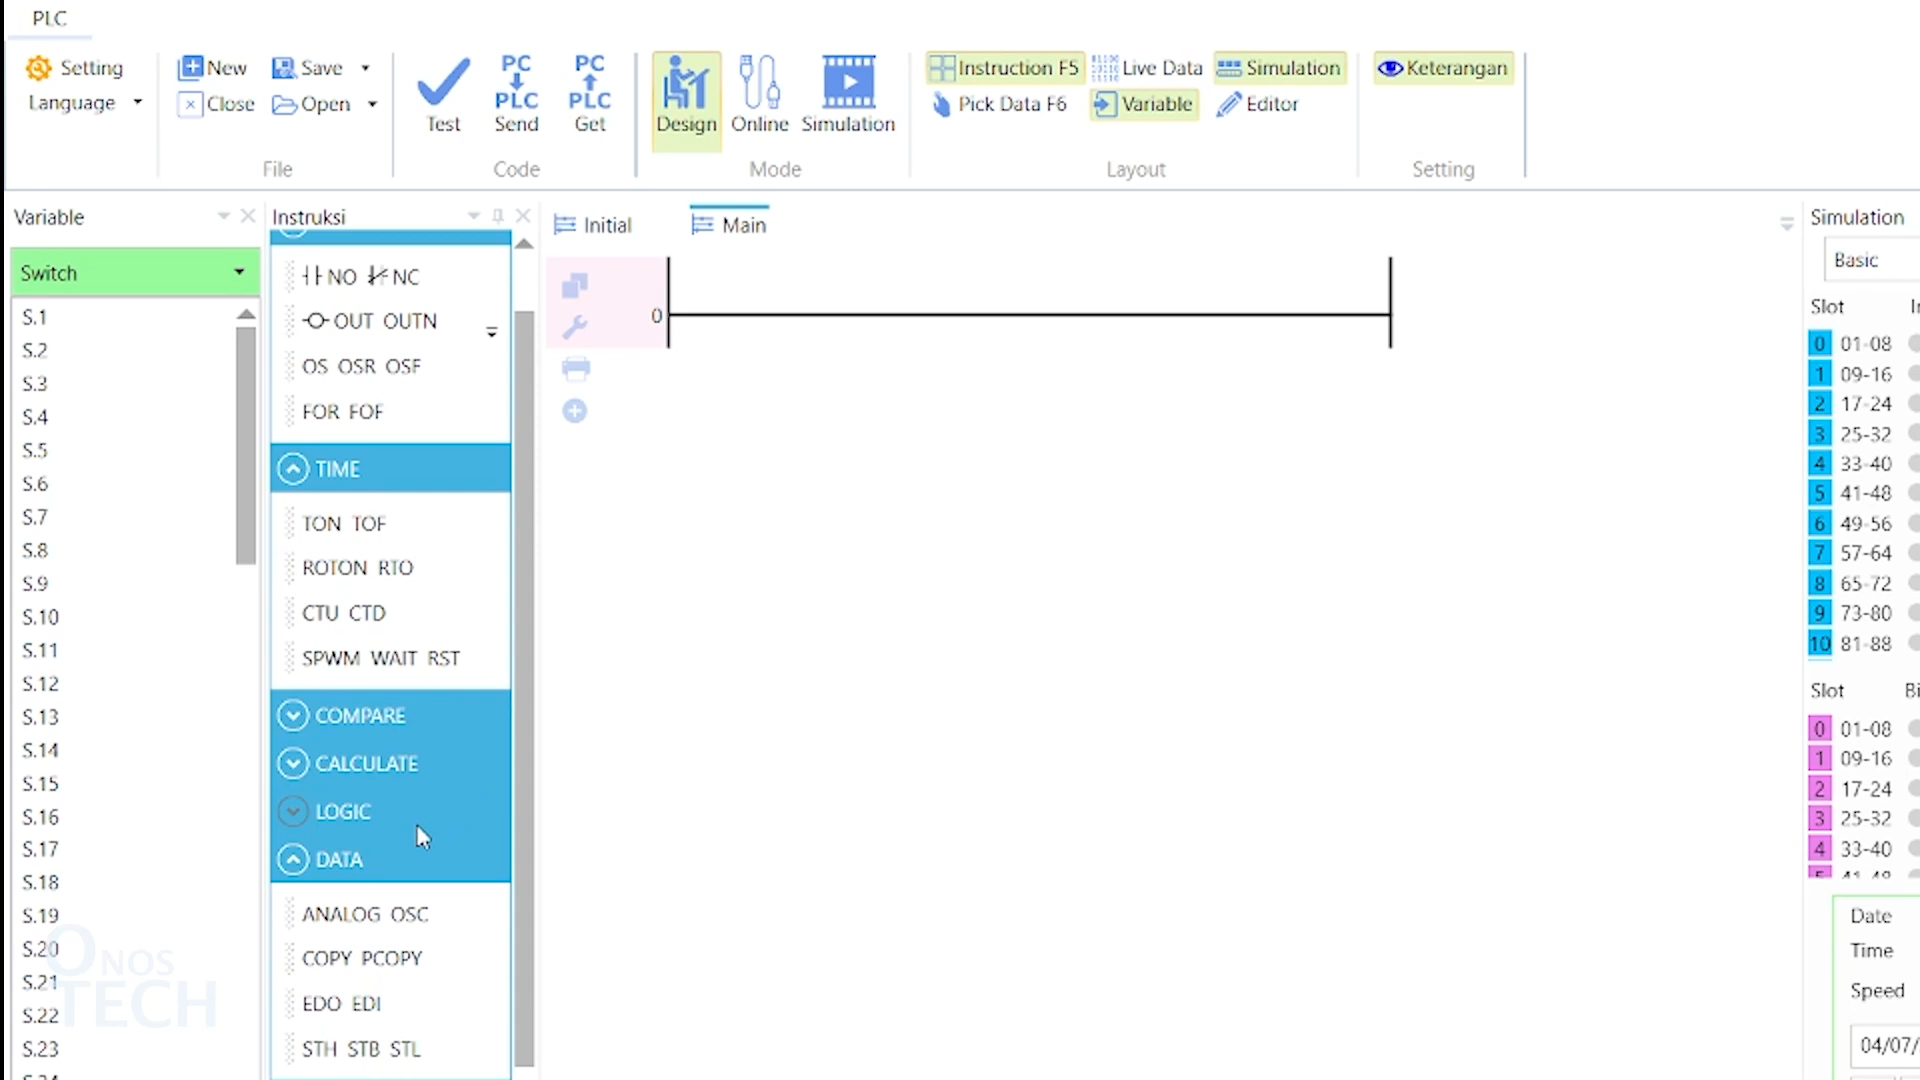 PLC
Setting
Language
New
Save
Close
Open
File
Test
PC
PLC
Send
PC
PLC
Get
Code
Design
Online
Simulation
Mode
Instruction F5
Live Data
Simulation
Pick Data F6
Variable
Editor
Layout
Keterangan
Setting
Variable
Switch
S.1
S.2
S.3
S.4
S.5
S.6
S.7
S.8
S.9
S.10
S.11
S.12
S.13
S.14
S.15
S.16
S.17
S.18
S.19
S.20
S.21
S.22
S.23
Instruksi
NO NC
OUT OUTN
OS OSR OSF
FOR FOF
TIME
TON TOF
ROTON RTO
CTU CTD
SPWM WAIT RST
COMPARE
CALCULATE
LOGIC
DATA
ANALOG OSC
COPY PCOPY
EDO EDI
STH STB STL
Initial
Main
0
Simulation
Basic
Slot
0 01-08
1 09-16
2 17-24
3 25-32
4 33-40
5 41-48
6 49-56
7 57-64
8 65-72
9 73-80
10 81-88
Slot
0 01-08
1 09-16
2 17-24
3 25-32
4 33-40
Date
Time
Speed
04/07/
ONOS
TECH